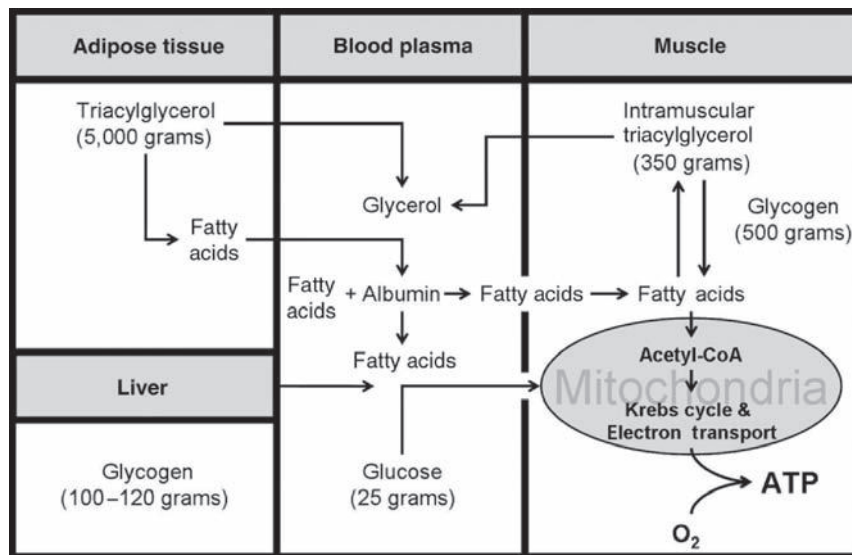 Adipose tissue
Blood plasma
Muscle
Triacylglycerol
(5,000 grams)
Fatty
acids
Glycerol
Fatty
acids
+ Albumin
Fatty acids
Fatty acids
Intramuscular
triacylglycerol
(350 grams)
Glycogen
(500 grams)
Fatty acids
Mitochondria
Acetyl-CoA
Krebs cycle &
Electron transport
ATP
O₂
Liver
Glycogen
(100–120 grams)
Glucose
(25 grams)